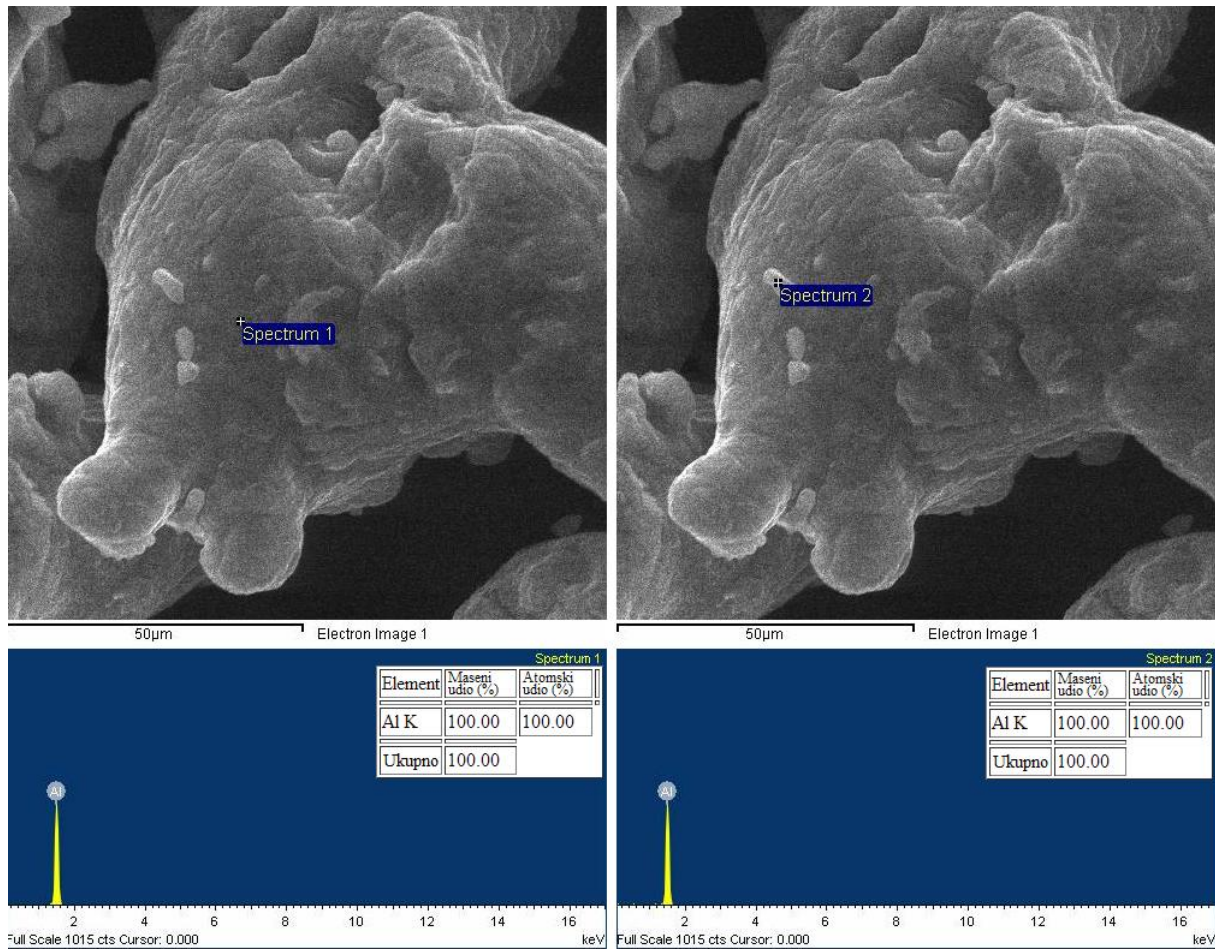 Spectrum 1
50µm Electron Image 1
Spectrum 2
50µm Electron Image 1
Spectrum 1
Element Maseni udio (%) Atomski udio (%)
Al K 100.00 100.00
Ukupno 100.00
Al
2 4 6 8 10 12 14 16
Full Scale 1015 cts Cursor: 0.000 keV
Spectrum 2
Element Maseni udio (%) Atomski udio (%)
Al K 100.00 100.00
Ukupno 100.00
Al
2 4 6 8 10 12 14 16
Full Scale 1015 cts Cursor: 0.000 keV